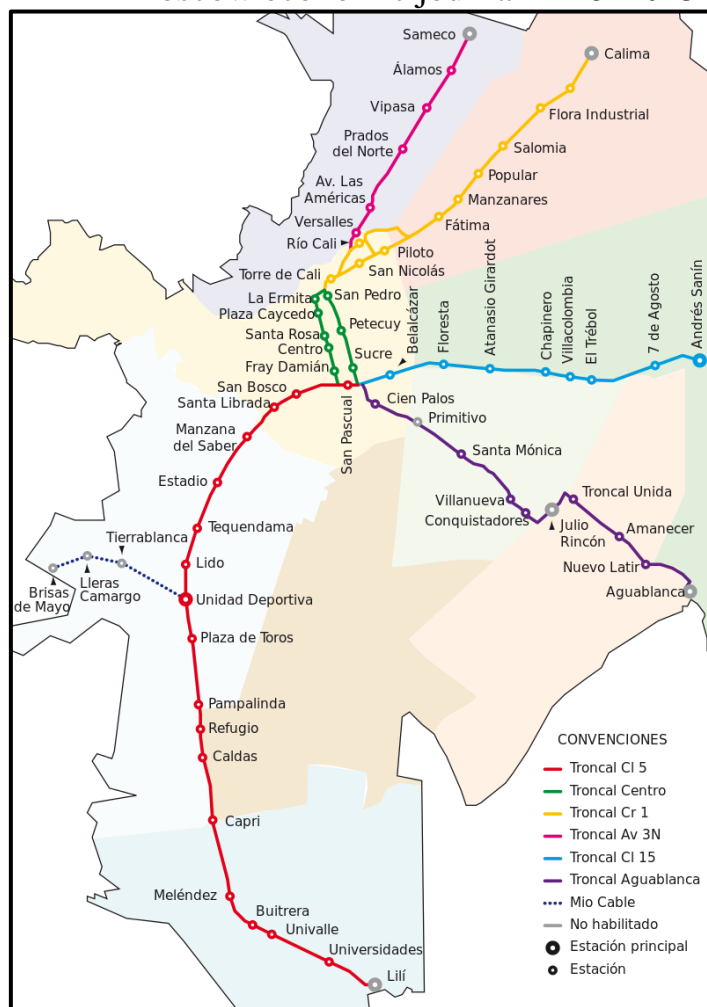 Sameco
Calima
Álamos
Vipasa
Flora Industrial
Prados
del Norte
Salomia
Popular
Av. Las
Américas
Manzanares
Versalles
Fátima
Río Cali
Piloto
San Nicolás
Torre de Cali
La Ermita
San Pedro
Plaza Caycedo
Petecuy
Santa Rosa
Centro
Sucre
Fray Damián
Belalcázar
Floresta
Atanasio Girardot
Chapinero
Villacolombia
El Trébol
7 de Agosto
Andrés Sanín
San Bosco
Santa Librada
San Pascual
Cien Palos
Primitivo
Manzana
del Saber
Santa Mónica
Estadio
Villanueva
Conquistadores
Troncal Unida
Julio
Rincón
Amanecer
Tequendama
Nuevo Latir
Aguablanca
Tierrablanca
Lido
Lleras
Camargo
Brisas
de Mayo
Unidad Deportiva
Plaza de Toros
Pampalinda
Refugio
Caldas
Capri
Meléndez
Buitrera
Univalle
Universidades
Lilí
CONVENCIONES
Troncal Cl 5
Troncal Centro
Troncal Cr 1
Troncal Av 3N
Troncal Cl 15
Troncal Aguablanca
Mio Cable
No habilitado
Estación principal
Estación